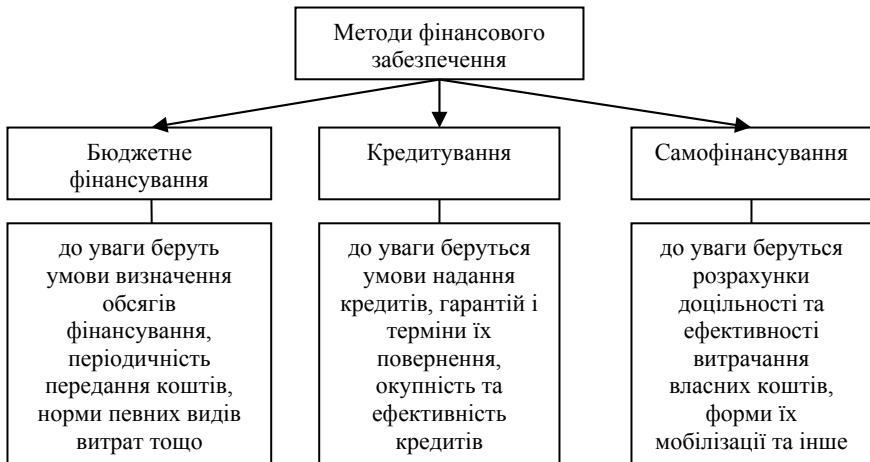 Методи фінансового
забезпечення
Бюджетне
фінансування
Кредитування
Самофінансування
до уваги беруть
умови визначення
обсягів
фінансування,
періодичність
передання коштів,
норми певних видів
витрат тощо
до уваги беруться
умови надання
кредитів, гарантій і
терміни їх
повернення,
окупність та
ефективність
кредитів
до уваги беруться
розрахунки
доцільності та
ефективності
витрачання
власних коштів,
форми їх
мобілізації та інше